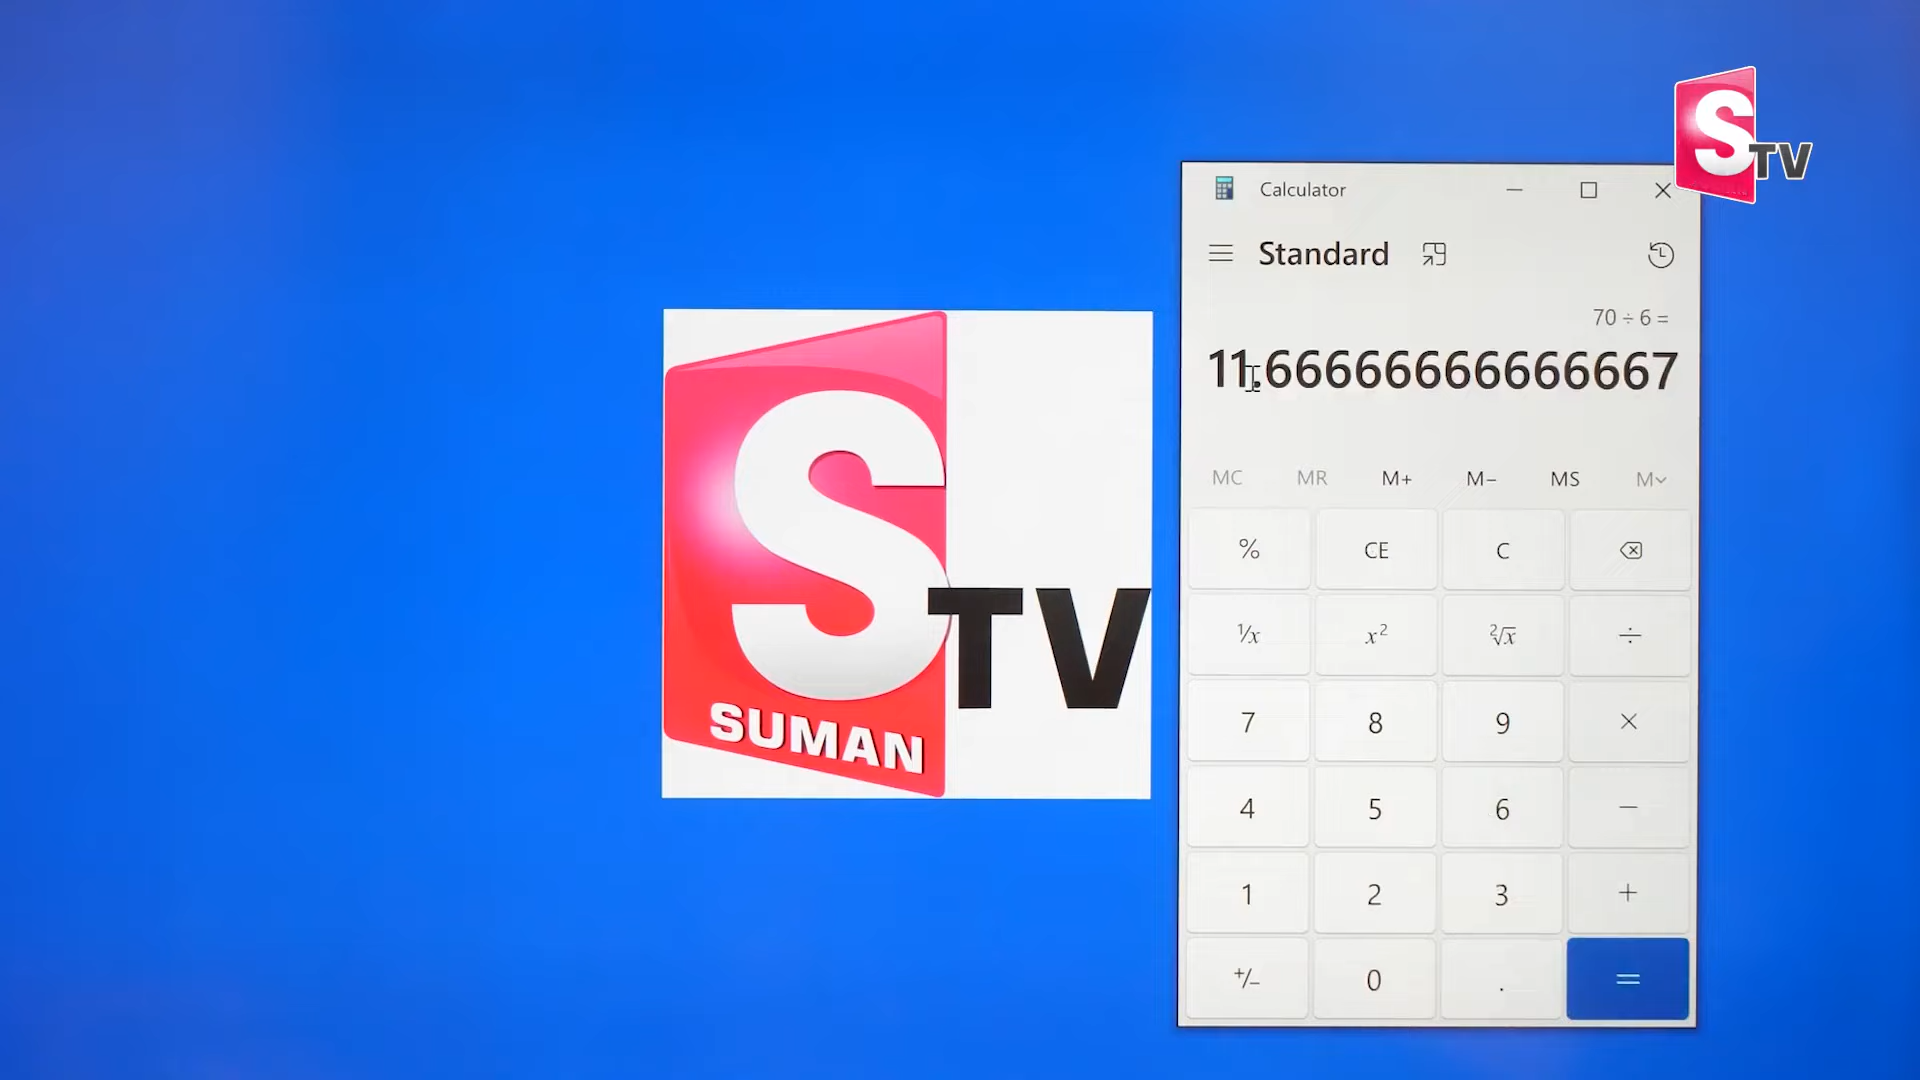 S
TV
Calculator
Standard
70 ÷ 6 =
11.66666666666667
MC MR M+ M− MS M
% CE C
¹/x x² ²√x ÷
7 8 9 ×
4 5 6 −
1 2 3 +
+/− 0 . =
S
TV
SUMAN